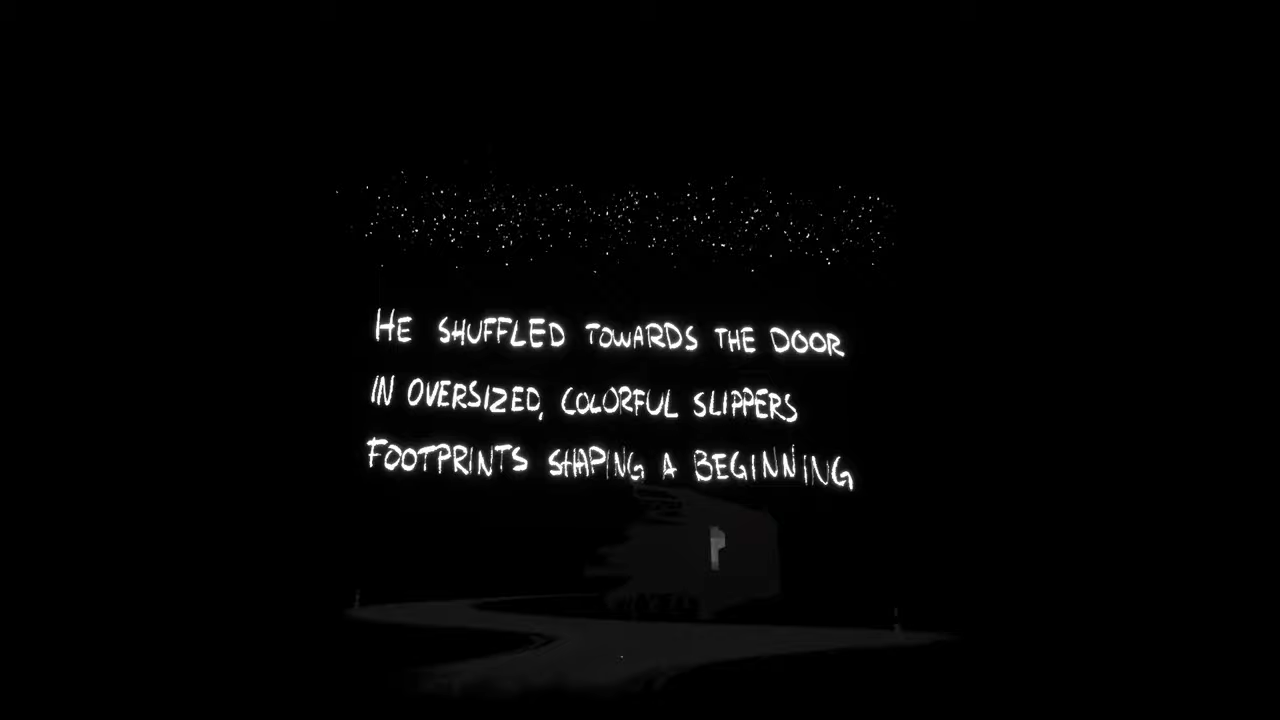 HE SHUFFLED TOWARDS THE DOOR
IN OVERSIZED, COLORFUL SLIPPERS
FOOTPRINTS SHAPING A BEGINNING